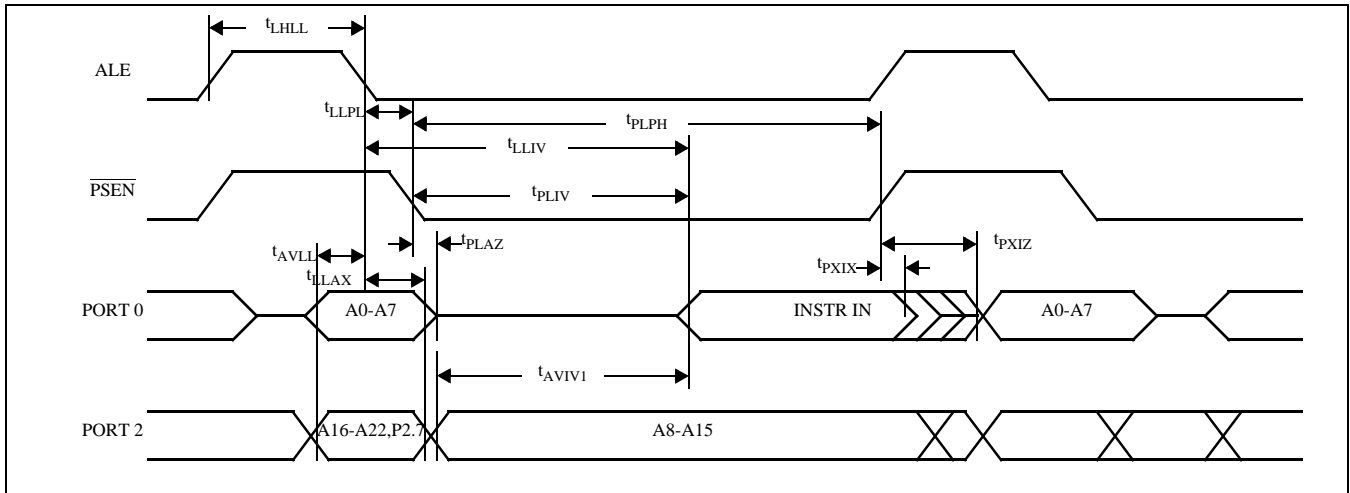 tLHLL
ALE
tLLPL
tPLPH
tLLIV
PSEN
tPLIV
tPLAZ
tAVLL
tPXIZ
tLLAX
tPXIX
PORT 0
A0-A7
INSTR IN
A0-A7
tAVIV1
PORT 2
A16-A22,P2.7
A8-A15